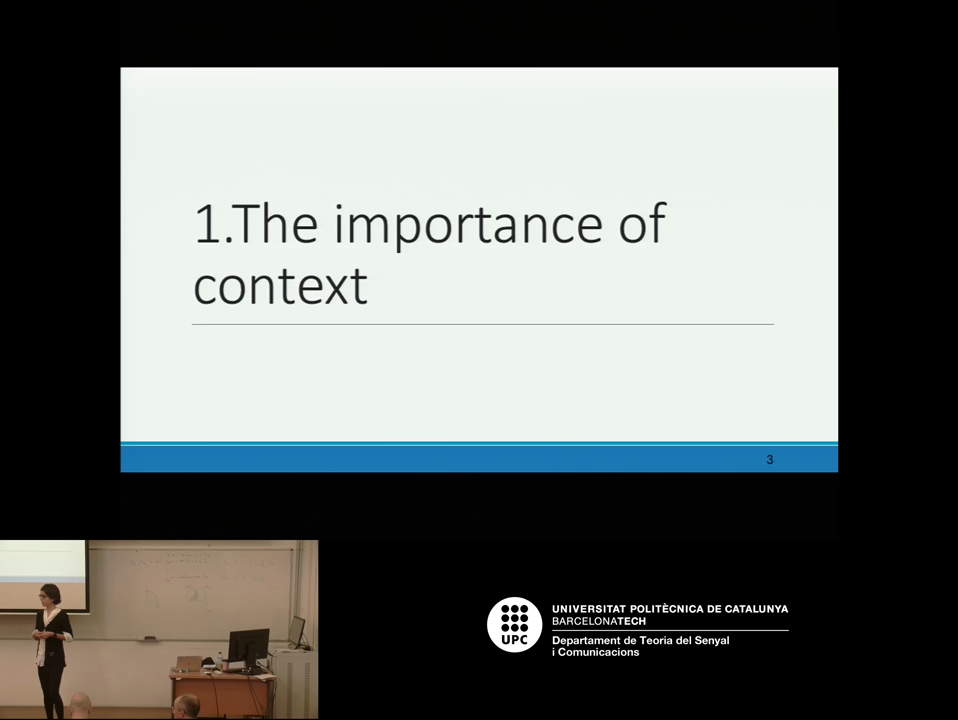 1.The importance of
context
3
UPC
UNIVERSITAT POLITÈCNICA DE CATALUNYA
BARCELONATECH
Departament de Teoria del Senyal
i Comunicacions